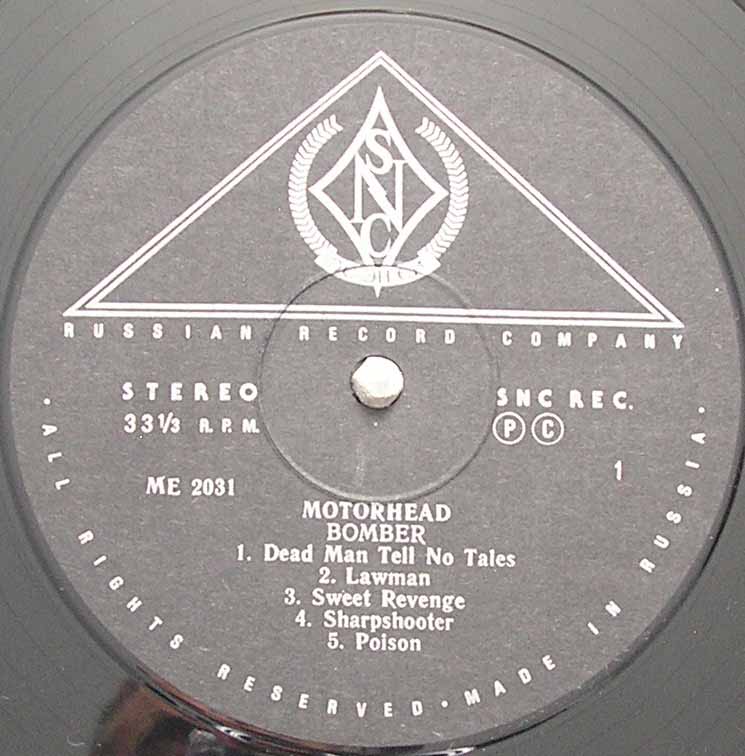 SNC
RUSSIAN RECORD COMPANY
STEREO
33 1/3 R. P. M.
SNC REC.
Ⓟ Ⓒ
ME 2031
1
MOTORHEAD
BOMBER
1. Dead Man Tell No Tales
2. Lawman
3. Sweet Revenge
4. Sharpshooter
5. Poison
· ALL RIGHTS RESERVED · MADE IN RUSSIA ·